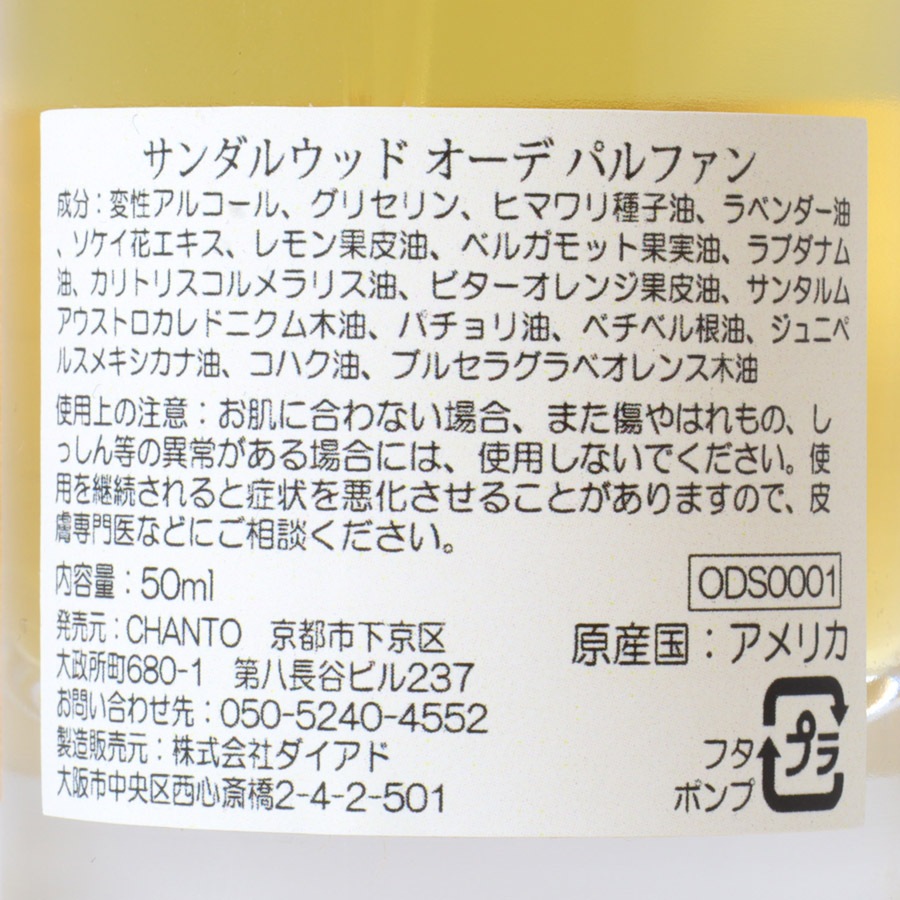 サンダルウッド オーデ パルファン
成分：変性アルコール、グリセリン、ヒマワリ種子油、ラベンダー油
、ソケイ花エキス、レモン果皮油、ベルガモット果実油、ラブダナム
油、カリトリスコルメラリス油、ビターオレンジ果皮油、サンタルム
アウストロカレドニクム木油、パチョリ油、ベチベル根油、ジュニペ
ルスメキシカナ油、コハク油、ブルセラグラベオレンス木油
使用上の注意：お肌に合わない場合、また傷やはれもの、し
っしん等の異常がある場合には、使用しないでください。使
用を継続されると症状を悪化させることがありますので、皮
膚専門医などにご相談ください。
内容量：50ml
ODS0001
発売元：CHANTO 京都市下京区
大政所町680-1 第八長谷ビル237
お問い合わせ先：050-5240-4552
製造販売元：株式会社ダイアド
大阪市中央区西心斎橋2-4-2-501
原産国：アメリカ
フタ
ポンプ
プラ